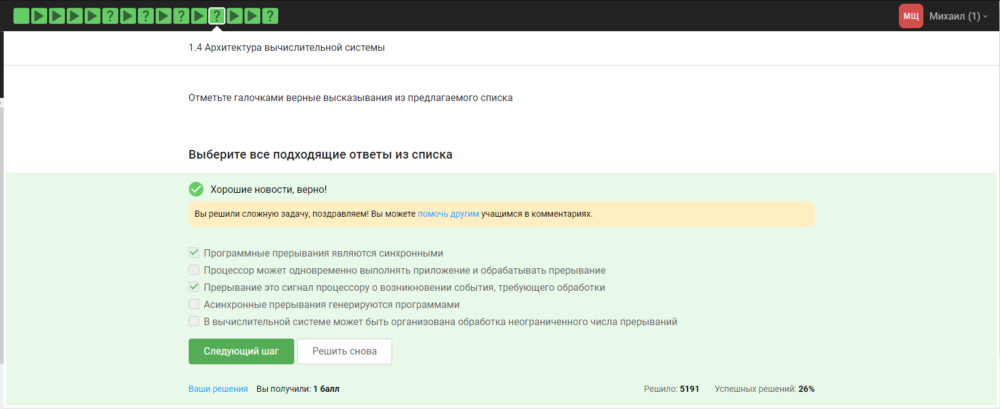 ? ? ? ? ?
МЩ Михаил (1)
1.4 Архитектура вычислительной системы
Отметьте галочками верные высказывания из предлагаемого списка
Выберите все подходящие ответы из списка
Хорошие новости, верно!
Вы решили сложную задачу, поздравляем! Вы можете помочь другим учащимся в комментариях.
Программные прерывания являются синхронными
Процессор может одновременно выполнять приложение и обрабатывать прерывание
Прерывание это сигнал процессору о возникновении события, требующего обработки
Асинхронные прерывания генерируются программами
В вычислительной системе может быть организована обработка неограниченного числа прерываний
Следующий шаг Решить снова
Ваши решения Вы получили: 1 балл Решило: 5191 Успешных решений: 26%